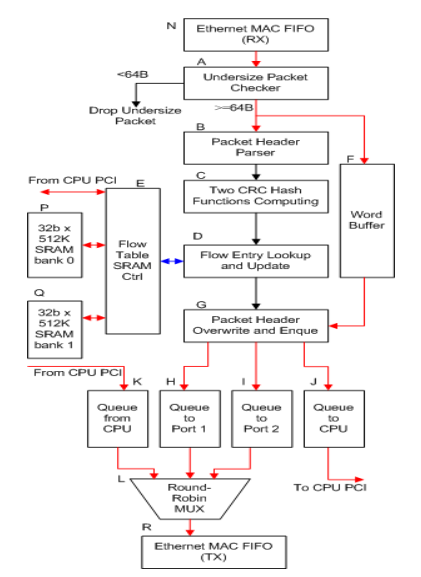 N
Ethernet MAC FIFO
(RX)
A
<64B
Undersize Packet
Checker
Drop Undersize
Packet
>=64B
B
Packet Header
Parser
F
C
From CPU PCI
E
Two CRC Hash
Functions Computing
P
32b x
512K
SRAM
bank 0
Flow
Table
SRAM
Ctrl
Word
Buffer
D
Flow Entry Lookup
and Update
Q
32b x
512K
SRAM
bank 1
G
Packet Header
Overwrite and Enque
From CPU PCI
K
H
I
J
Queue
from
CPU
Queue
to
Port 1
Queue
to
Port 2
Queue
to
CPU
L
Round-
Robin
MUX
To CPU PCI
R
Ethernet MAC FIFO
(TX)